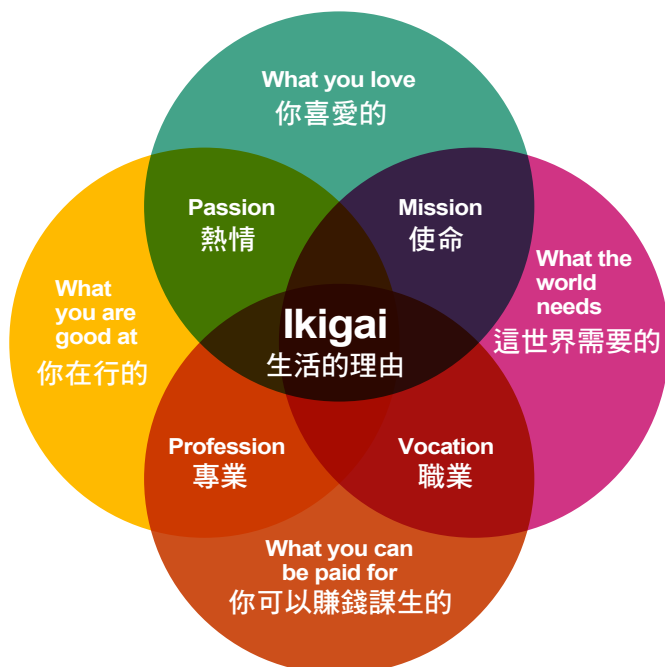 What you love
你喜愛的
Passion
熱情
Mission
使命
What
you are
good at
你在行的
Ikigai
生活的理由
What the
world
needs
這世界需要的
Profession
專業
Vocation
職業
What you can
be paid for
你可以賺錢謀生的